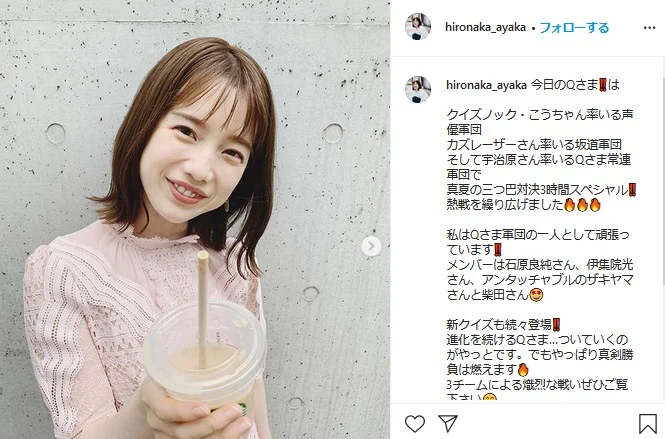 hironaka_ayaka • フォローする
hironaka_ayaka 今日のQさま❗は
クイズノック・こうちゃん率いる声
優軍団
カズレーザーさん率いる坂道軍団
そして宇治原さん率いるQさま常連
軍団で
真夏の三つ巴対決3時間スペシャル❗
熱戦を繰り広げました🔥🔥🔥
私はQさま軍団の一人として頑張っ
ています❗
メンバーは石原良純さん、伊集院光
さん、アンタッチャブルのザキヤマ
さんと柴田さん😍
新クイズも続々登場❗
進化を続けるQさま...ついていくの
がやっとです。でもやっぱり真剣勝
負は燃えます🔥
3チームによる熾烈な戦いぜひご覧
下さい😊